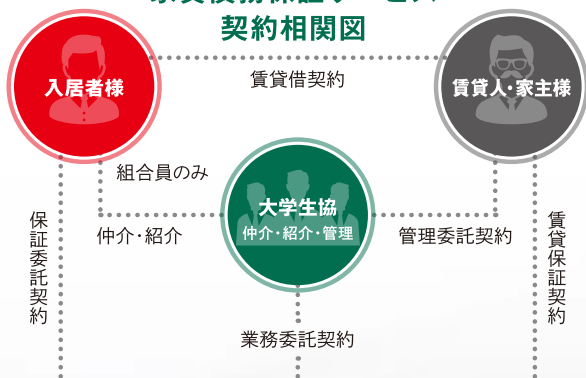 契約相関図
入居者様
賃貸借契約
賃貸人・家主様
組合員のみ
大学生協
仲介・紹介・管理
仲介・紹介
管理委託契約
保証委託契約
賃貸保証契約
業務委託契約